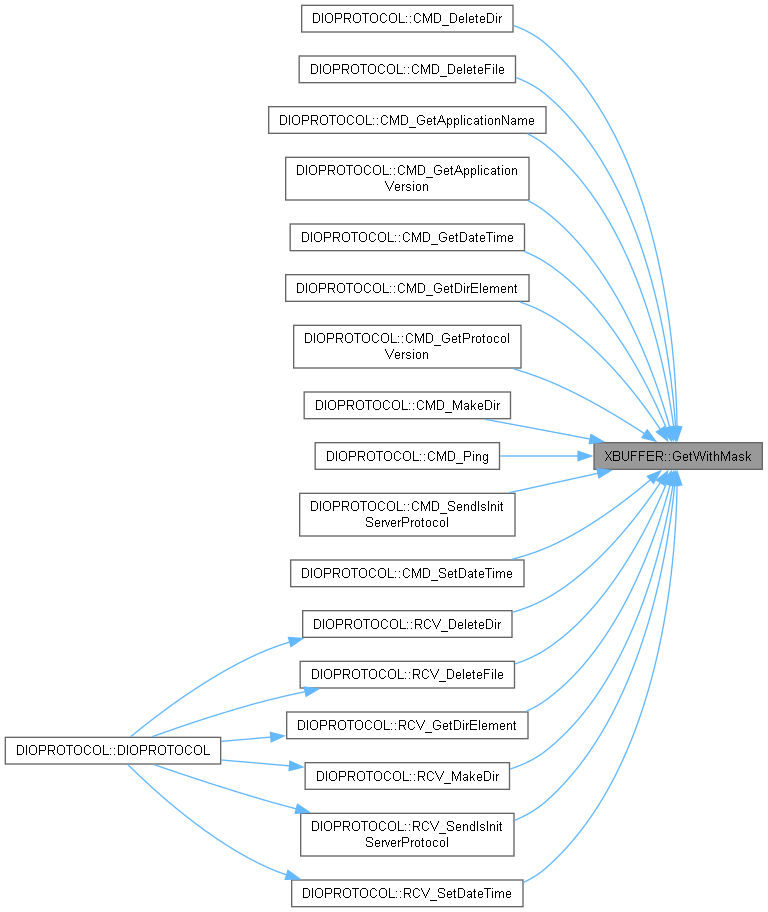 DIOPROTOCOL::CMD_DeleteDir
DIOPROTOCOL::CMD_DeleteFile
DIOPROTOCOL::CMD_GetApplicationName
DIOPROTOCOL::CMD_GetApplication
Version
DIOPROTOCOL::CMD_GetDateTime
DIOPROTOCOL::CMD_GetDirElement
DIOPROTOCOL::CMD_GetProtocol
Version
DIOPROTOCOL::CMD_MakeDir
DIOPROTOCOL::CMD_Ping
XBUFFER::GetWithMask
DIOPROTOCOL::CMD_SendIsInit
ServerProtocol
DIOPROTOCOL::CMD_SetDateTime
DIOPROTOCOL::RCV_DeleteDir
DIOPROTOCOL::RCV_DeleteFile
DIOPROTOCOL::RCV_GetDirElement
DIOPROTOCOL::DIOPROTOCOL
DIOPROTOCOL::RCV_MakeDir
DIOPROTOCOL::RCV_SendIsInit
ServerProtocol
DIOPROTOCOL::RCV_SetDateTime